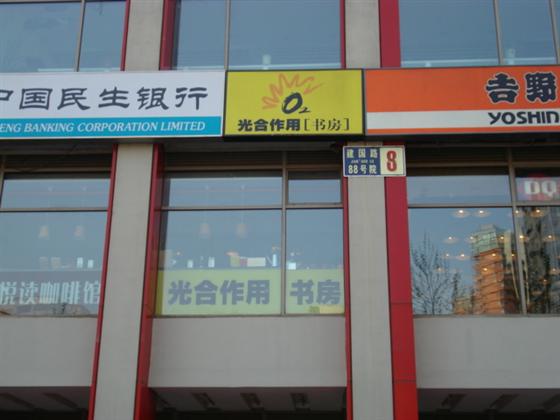 中国民生银行
ENG BANKING CORPORATION LIMITED
O2
光合作用[书房]
吉野
YOSHIN
建国路
88号院
8
DQ
悦读咖啡馆
光合作用 书房